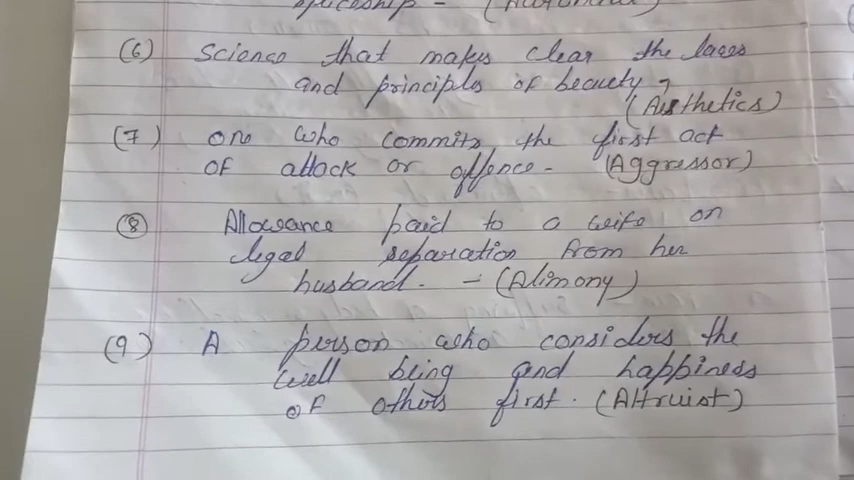 (6) Science that makes clear the laws
and principles of beauty -
(Aesthetics)
(7) One who commits the first act
of attack or offence - (Aggressor)
(8) Allowance paid to a wife on
legal separation from her
husband. - (Alimony)
(9) A person who considers the
well being and happiness
of others first. (Altruist)